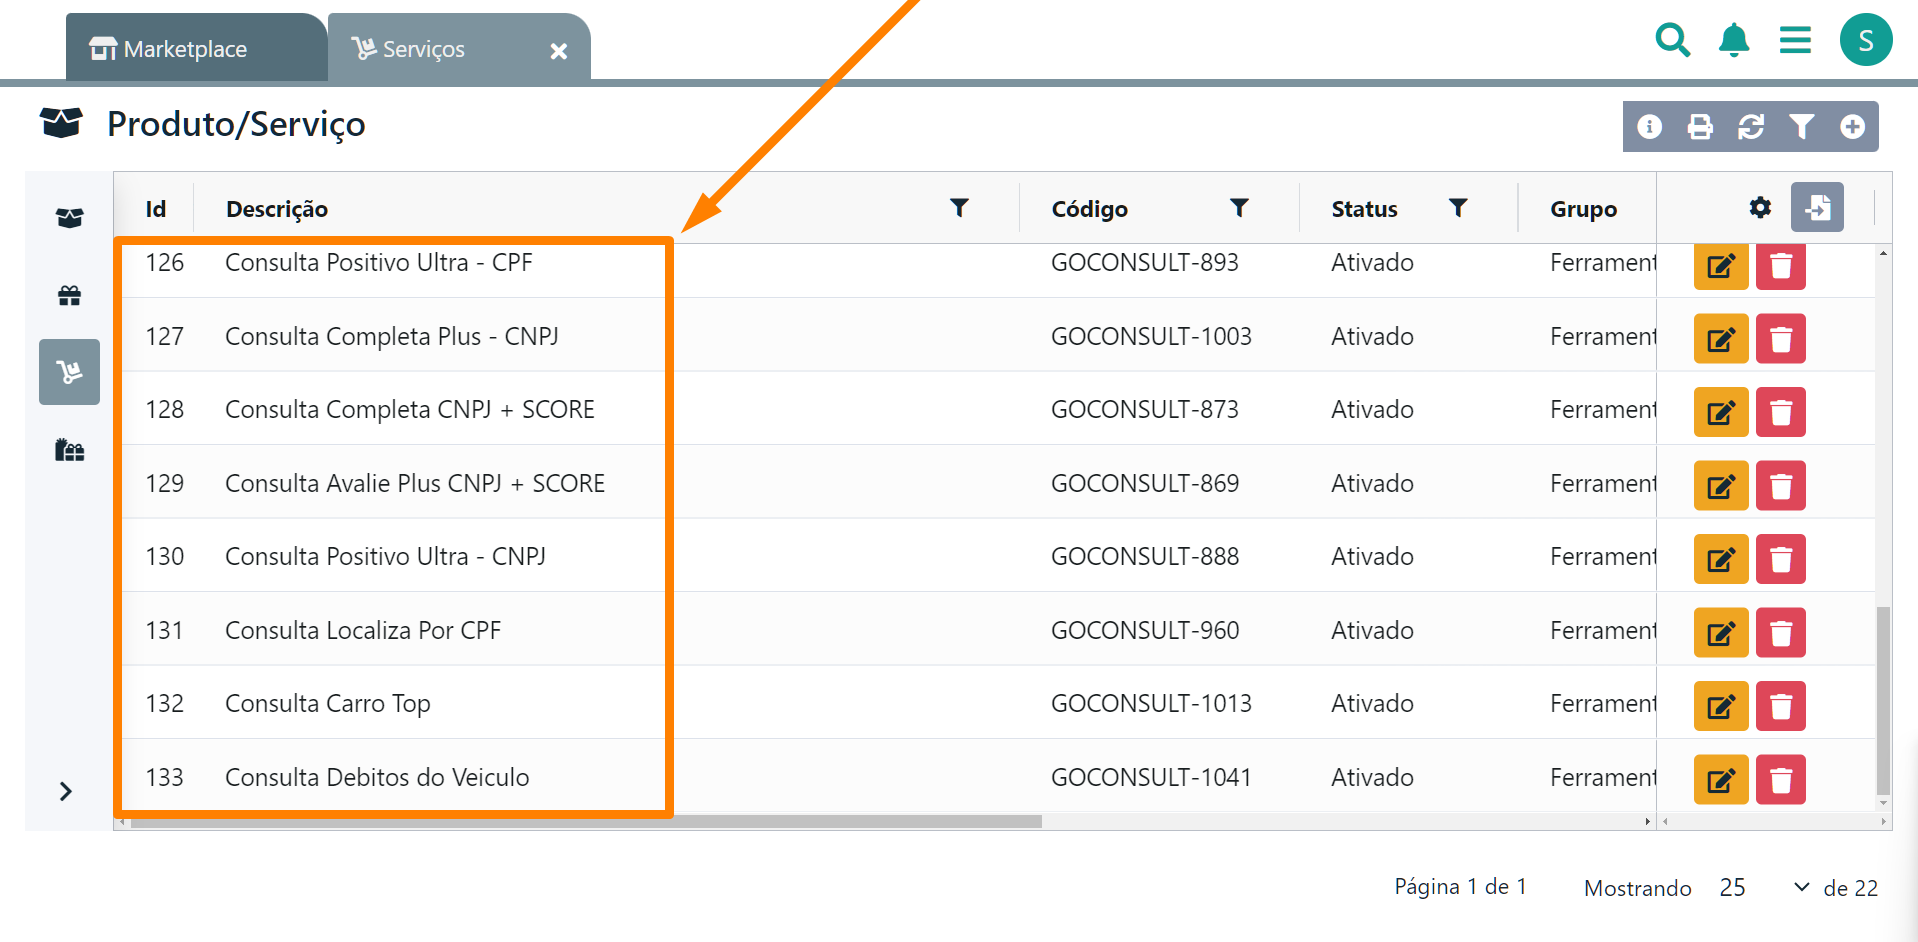 Marketplace Serviços
S
Produto/Serviço
Id Descrição Código Status Grupo
126 Consulta Positivo Ultra - CPF GOCONSULT-893 Ativado Ferrament
127 Consulta Completa Plus - CNPJ GOCONSULT-1003 Ativado Ferrament
128 Consulta Completa CNPJ + SCORE GOCONSULT-873 Ativado Ferrament
129 Consulta Avalie Plus CNPJ + SCORE GOCONSULT-869 Ativado Ferrament
130 Consulta Positivo Ultra - CNPJ GOCONSULT-888 Ativado Ferrament
131 Consulta Localiza Por CPF GOCONSULT-960 Ativado Ferrament
132 Consulta Carro Top GOCONSULT-1013 Ativado Ferrament
133 Consulta Debitos do Veiculo GOCONSULT-1041 Ativado Ferrament
Página 1 de 1 Mostrando 25 de 22